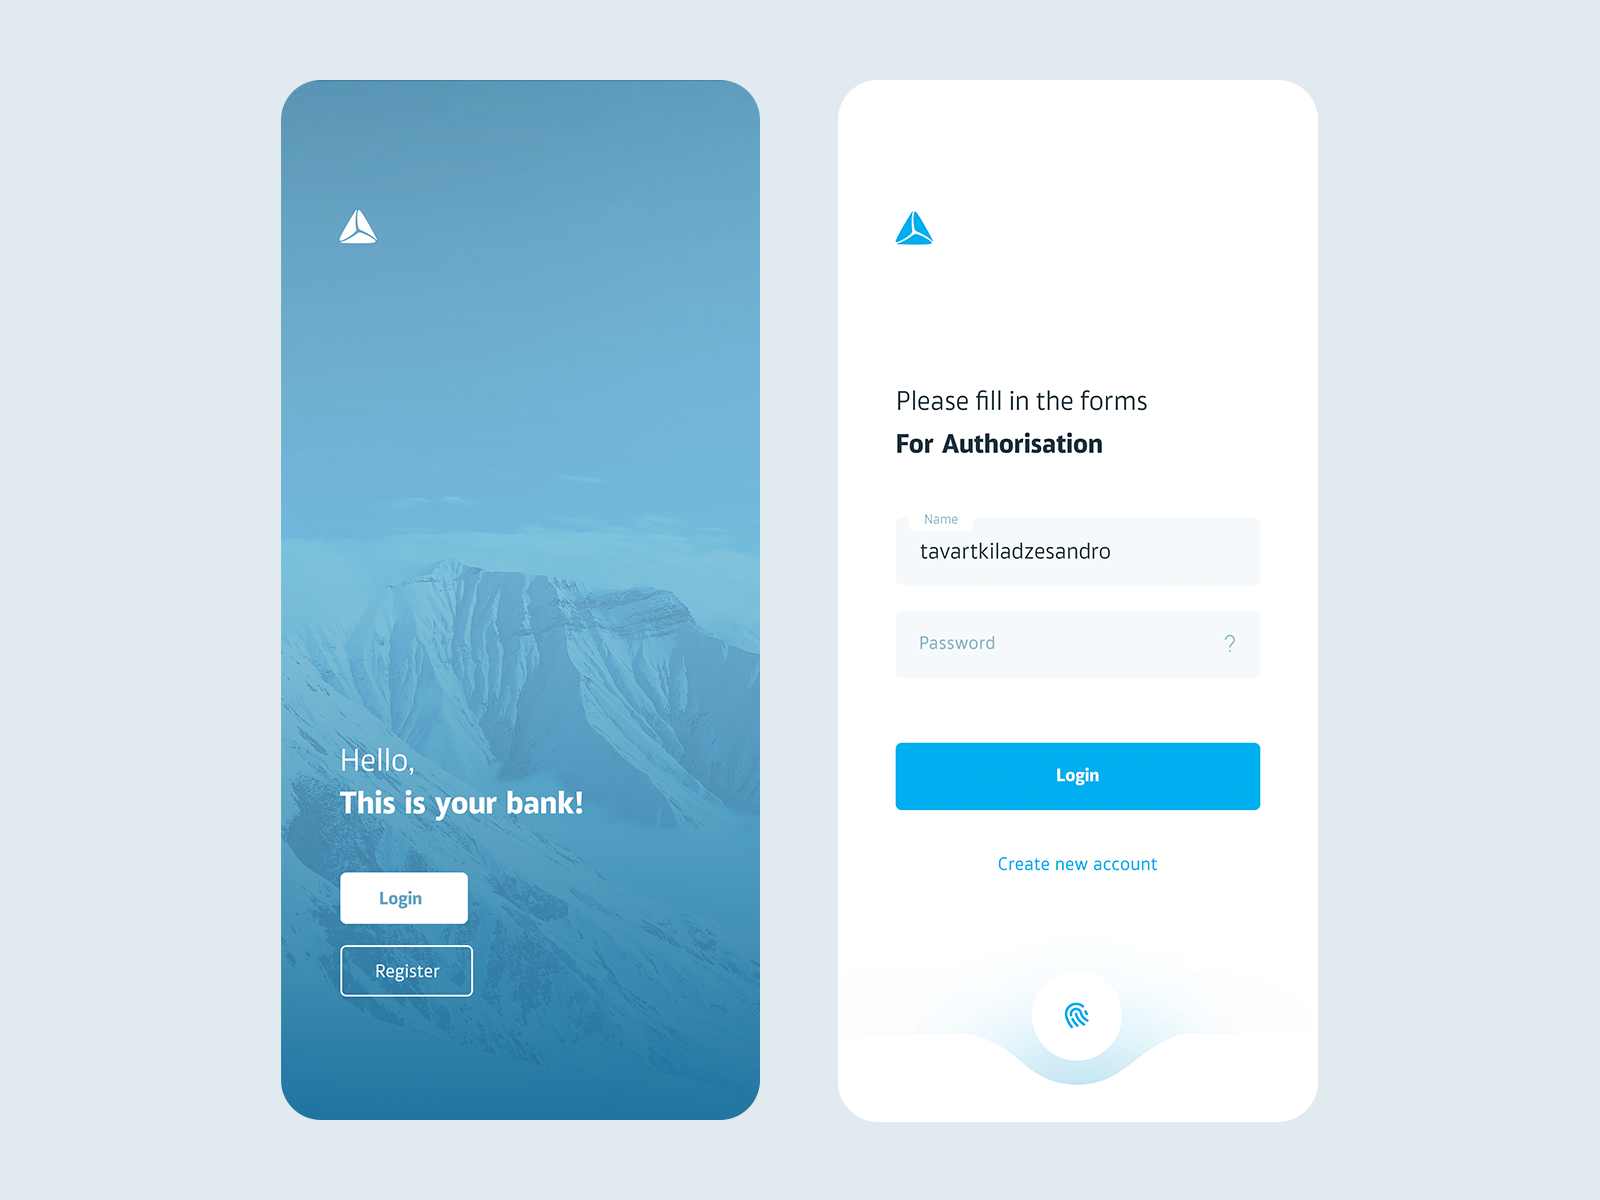 Hello,
This is your bank!
Login
Register
Please fill in the forms
For Authorisation
Name
tavartkiladzesandro
Password
?
Login
Create new account